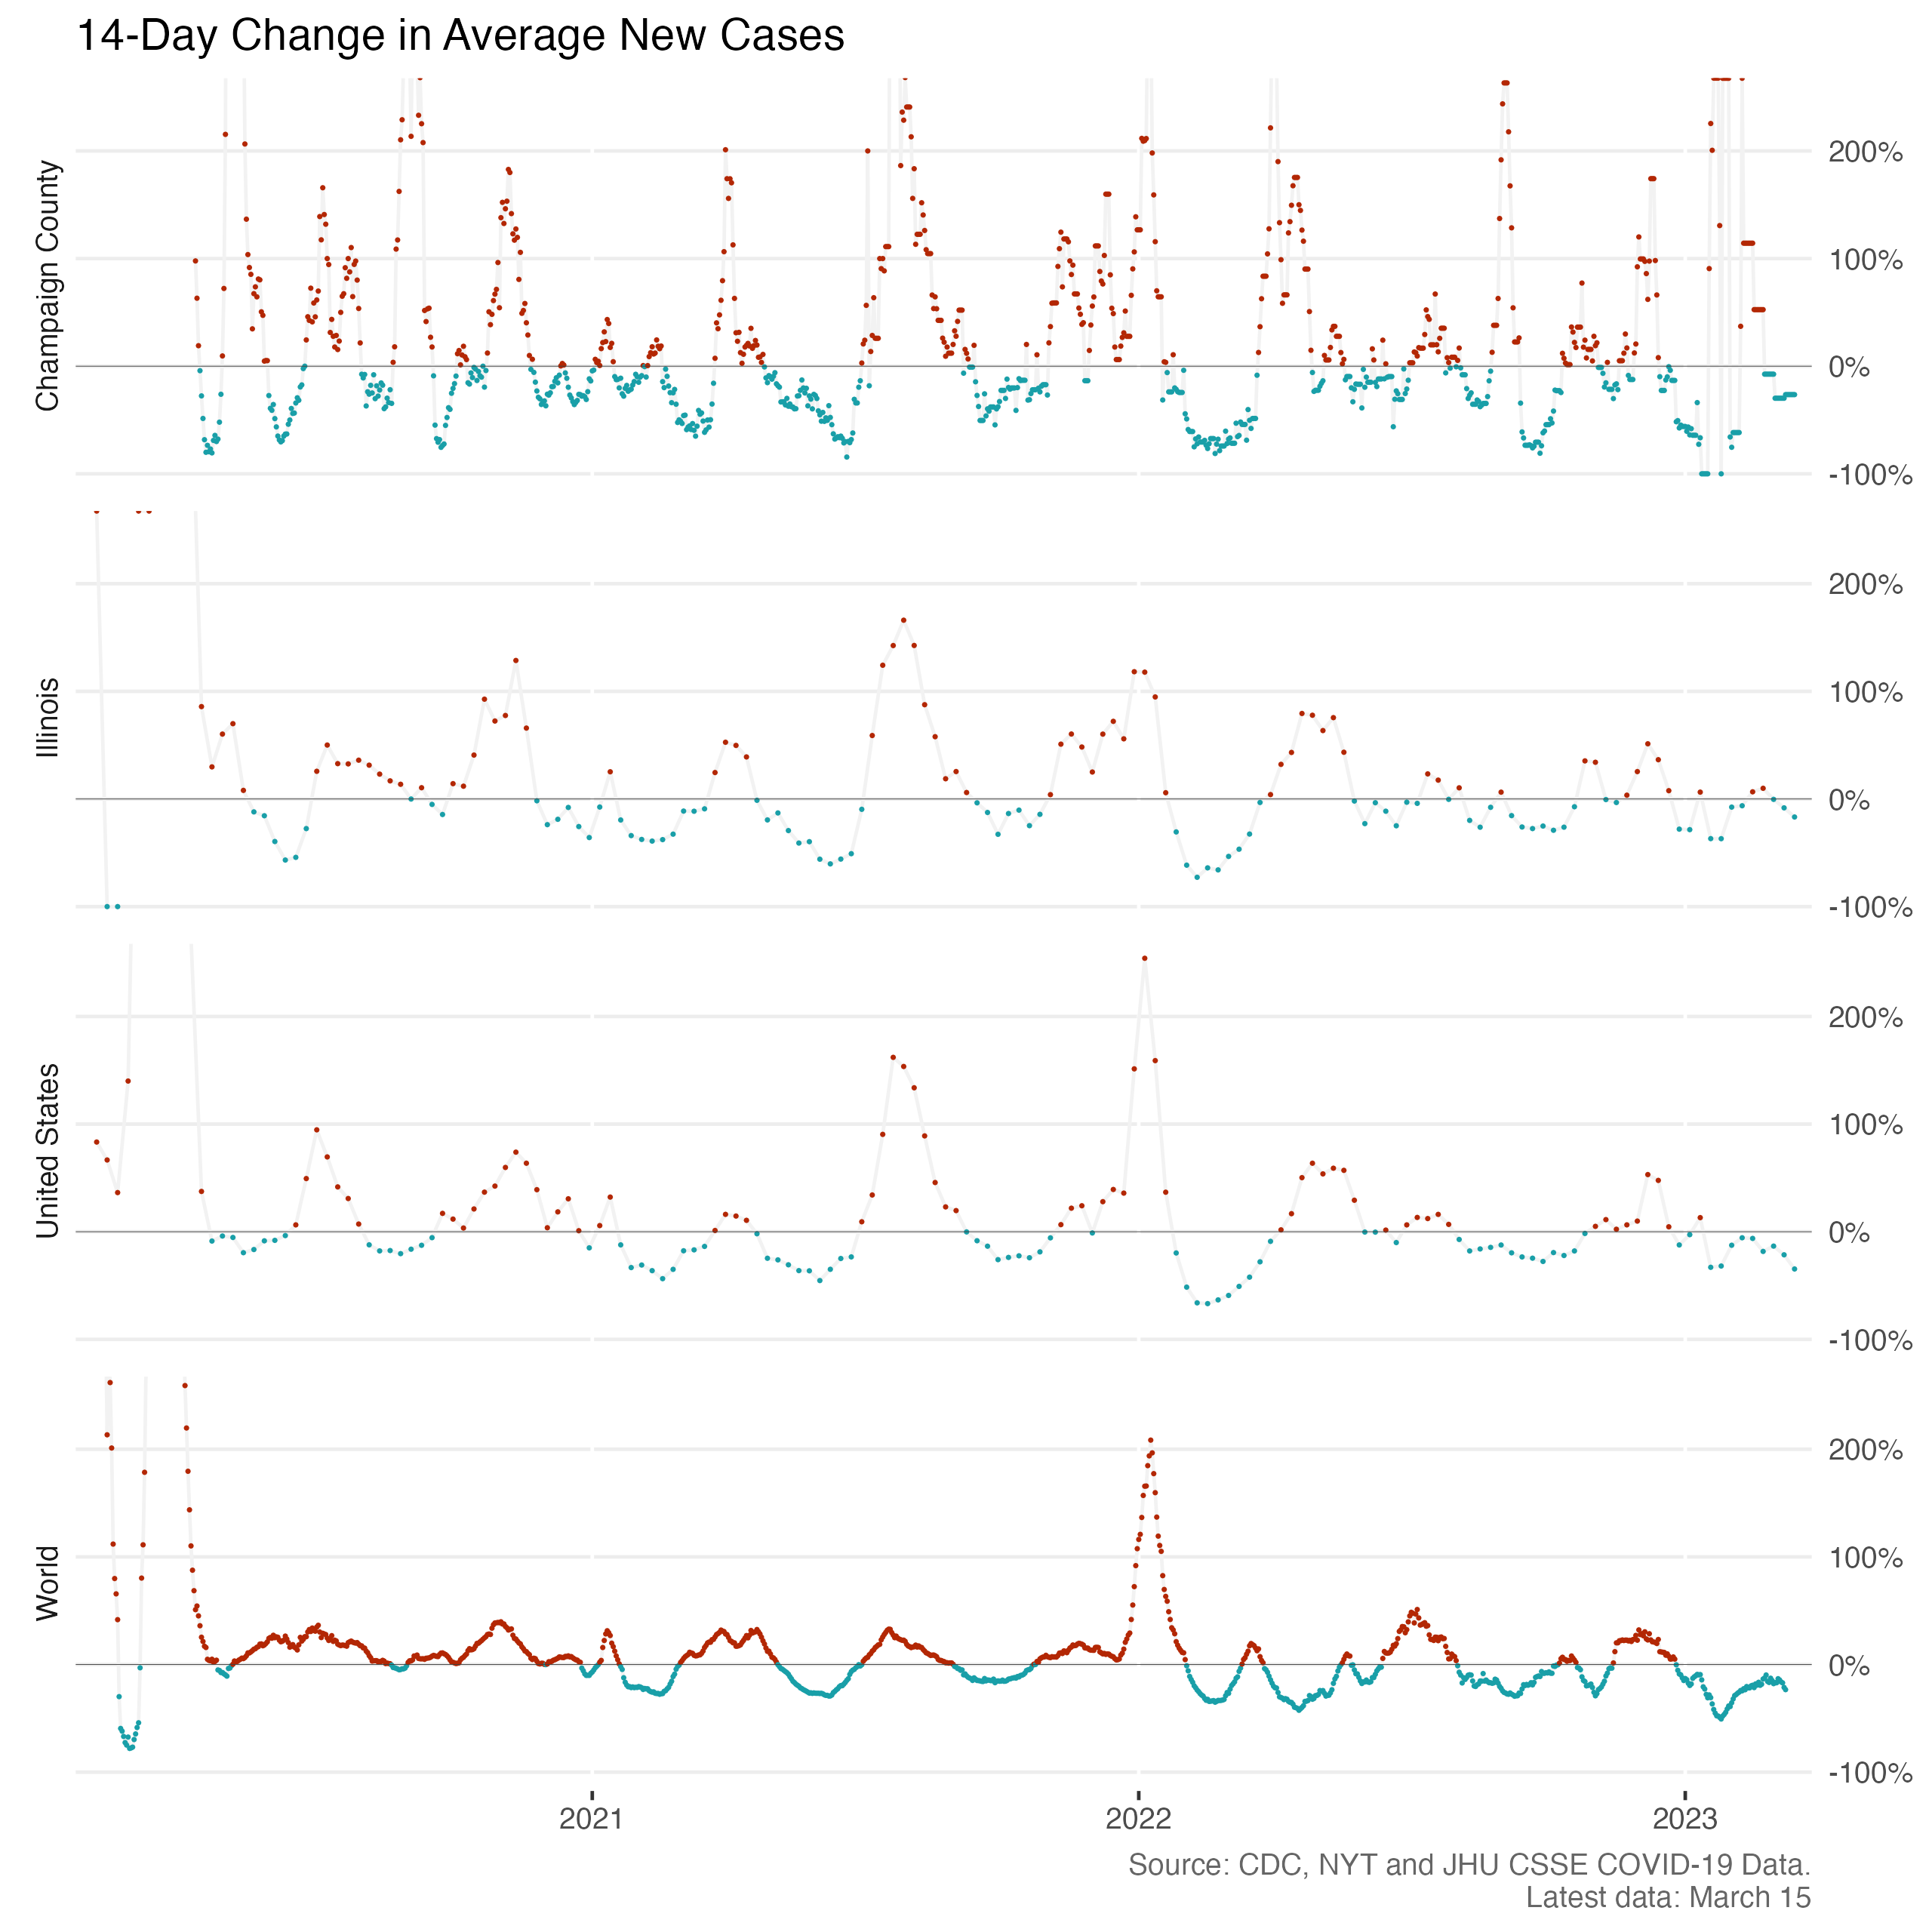 14-Day Change in Average New Cases
Champaign County
200%
100%
0%
-100%
Illinois
200%
100%
0%
-100%
United States
200%
100%
0%
-100%
World
200%
100%
0%
-100%
2021
2022
2023
Source: CDC, NYT and JHU CSSE COVID-19 Data.
Latest data: March 15